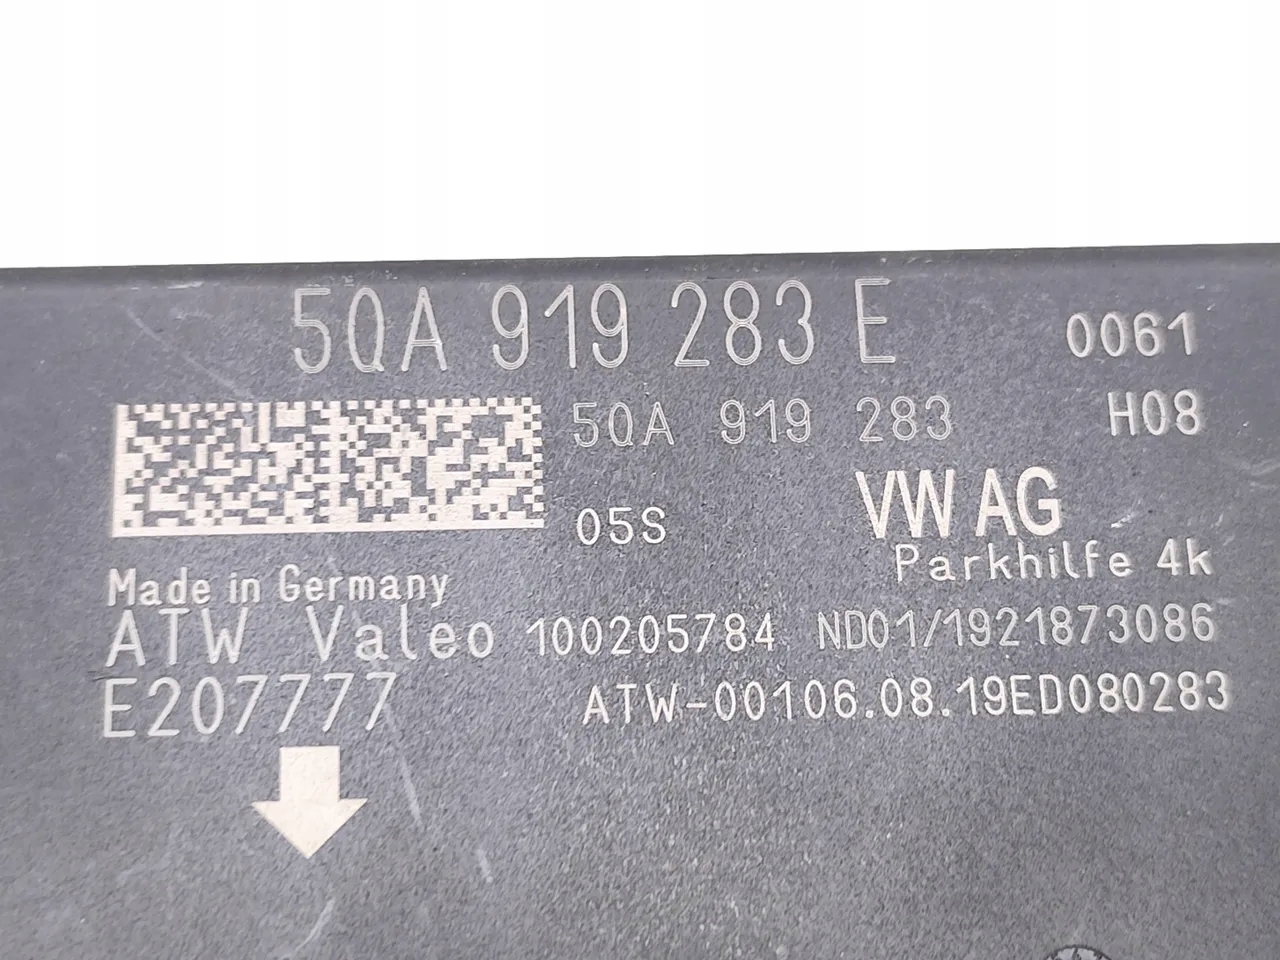 5QA 919 283 E 0061
5QA 919 283 H08
05S VW AG
Parkhilfe 4k
Made in Germany
ATW Valeo 100205784 ND01/1921873086
E207777 ATW-00106.08.19ED080283